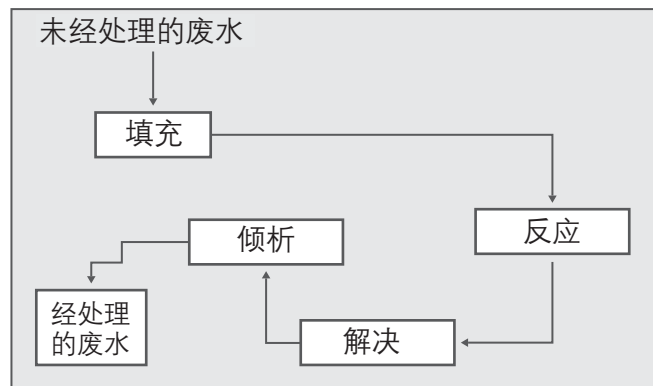 未经处理的废水
填充
反应
倾析
解决
经处理
的废水